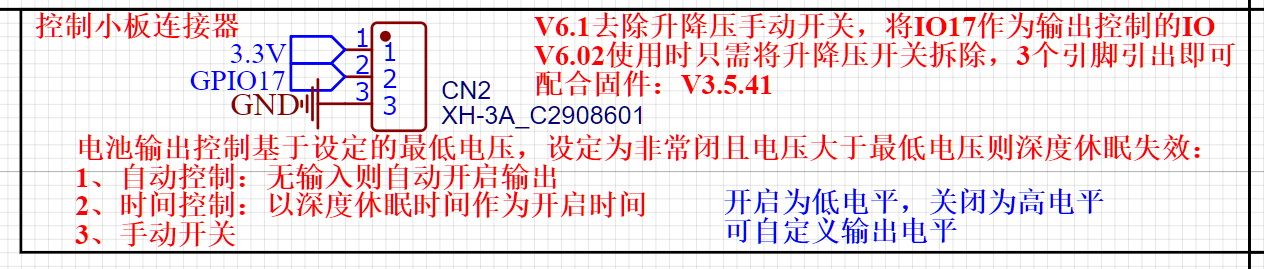 控制小板连接器
V6.1去除升降压手动开关，将IO17作为输出控制的IO
V6.02使用时只需将升降压开关拆除，3个引脚引出即可
配合固件：V3.5.41
3.3V 1 1
GPIO17 2 2
GND 3 3
CN2
XH-3A_C2908601
电池输出控制基于设定的最低电压，设定为非常闭且电压大于最低电压则深度休眠失效：
1、自动控制：无输入则自动开启输出
2、时间控制：以深度休眠时间作为开启时间
3、手动开关
开启为低电平，关闭为高电平
可自定义输出电平